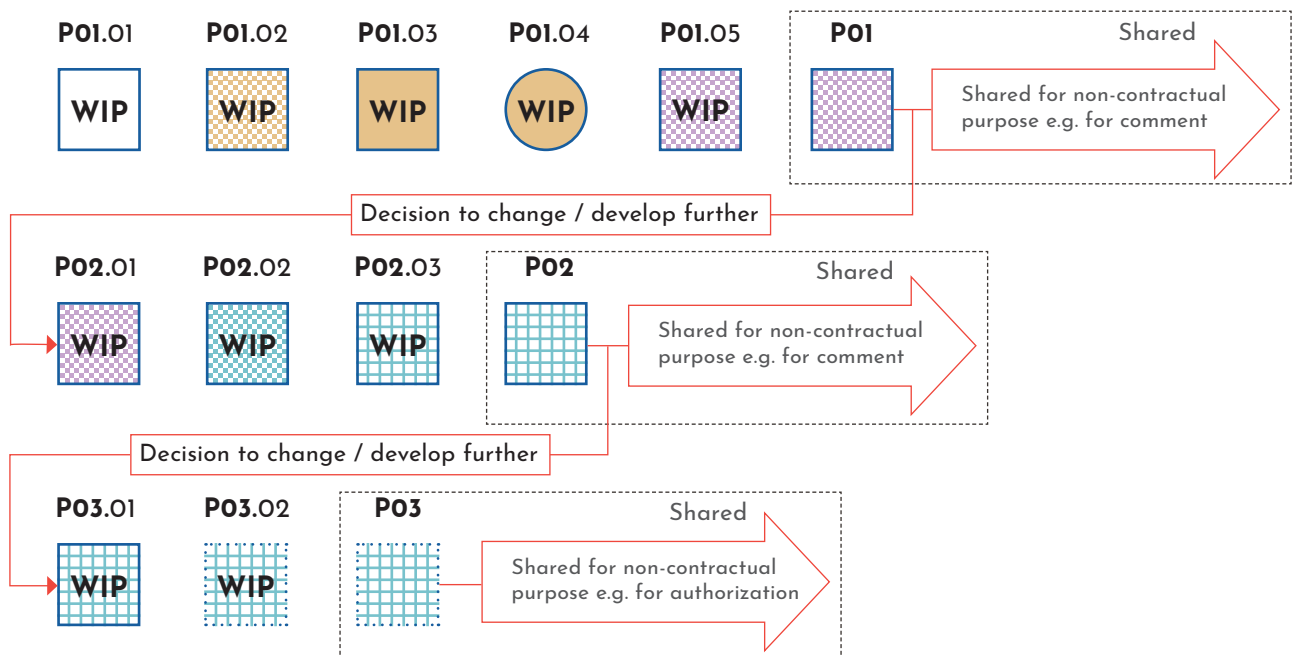 P01.01 P01.02 P01.03 P01.04 P01.05 P01 Shared
WIP WIP WIP WIP WIP
Shared for non-contractual
purpose e.g. for comment
Decision to change / develop further
P02.01 P02.02 P02.03 P02 Shared
WIP WIP WIP
Shared for non-contractual
purpose e.g. for comment
Decision to change / develop further
P03.01 P03.02 P03 Shared
WIP WIP
Shared for non-contractual
purpose e.g. for authorization